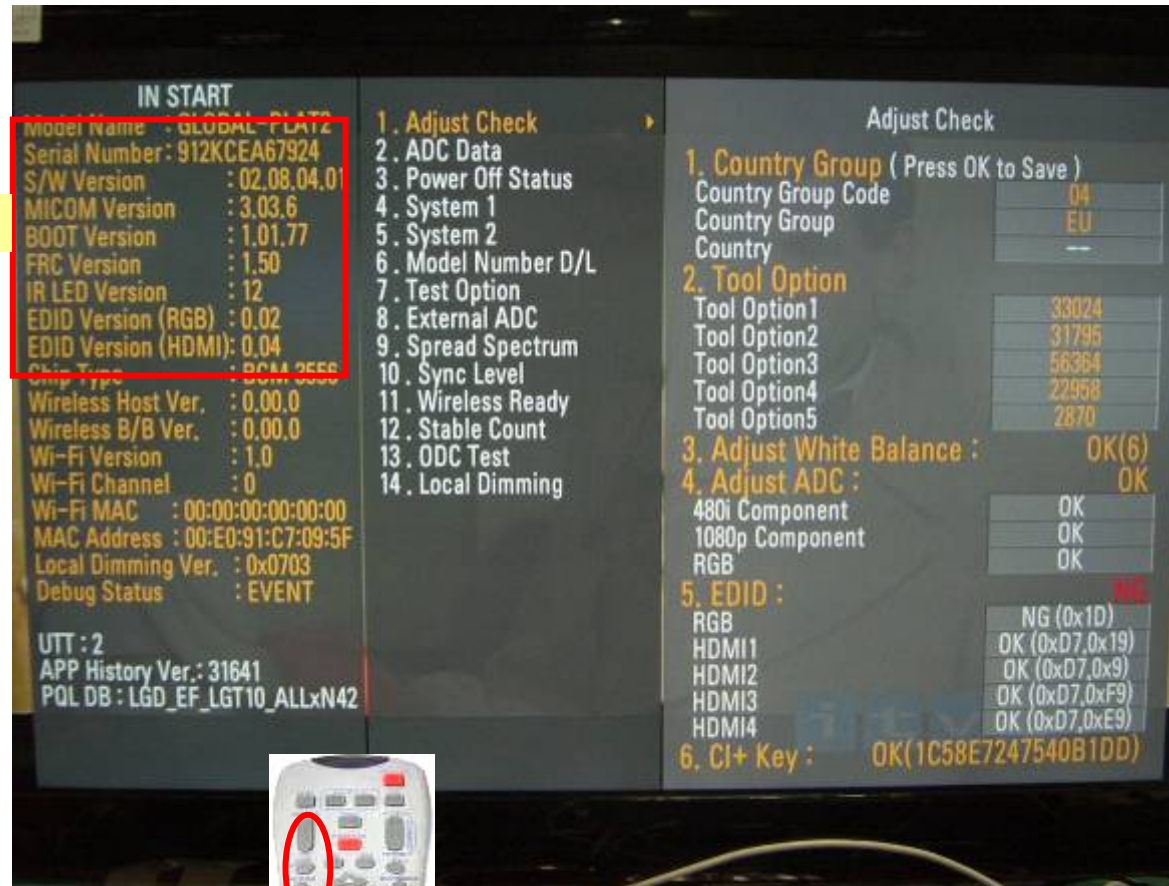 IN START
Model Name : GLOBAL-PLAT2
Serial Number: 912KCEA67924
S/W Version : 02.08.04.01
MICOM Version : 3.03.6
BOOT Version : 1.01.77
FRC Version : 1.50
IR LED Version : 12
EDID Version (RGB) : 0.02
EDID Version (HDMI): 0.04
Chip Type : BCM 3556
Wireless Host Ver. : 0.00.0
Wireless B/B Ver. : 0.00.0
Wi-Fi Version : 1.0
Wi-Fi Channel : 0
Wi-Fi MAC : 00:00:00:00:00:00
MAC Address : 00:E0:91:C7:09:5F
Local Dimming Ver. : 0x0703
Debug Status : EVENT
UTT : 2
APP History Ver.: 31641
PQL DB : LGD_EF_LGT10_ALLxN42
1. Adjust Check
2. ADC Data
3. Power Off Status
4. System 1
5. System 2
6. Model Number D/L
7. Test Option
8. External ADC
9. Spread Spectrum
10. Sync Level
11. Wireless Ready
12. Stable Count
13. ODC Test
14. Local Dimming
Adjust Check
1. Country Group ( Press OK to Save )
Country Group Code 04
Country Group EU
Country --
2. Tool Option
Tool Option1 33024
Tool Option2 31795
Tool Option3 56364
Tool Option4 22958
Tool Option5 2870
3. Adjust White Balance : OK(6)
4. Adjust ADC : OK
480i Component OK
1080p Component OK
RGB OK
5. EDID : NG
RGB NG (0x1D)
HDMI1 OK (0xD7,0x19)
HDMI2 OK (0xD7,0x9)
HDMI3 OK (0xD7,0xF9)
HDMI4 OK (0xD7,0xE9)
6. CI+ Key : OK(1C58E7247540B1DD)